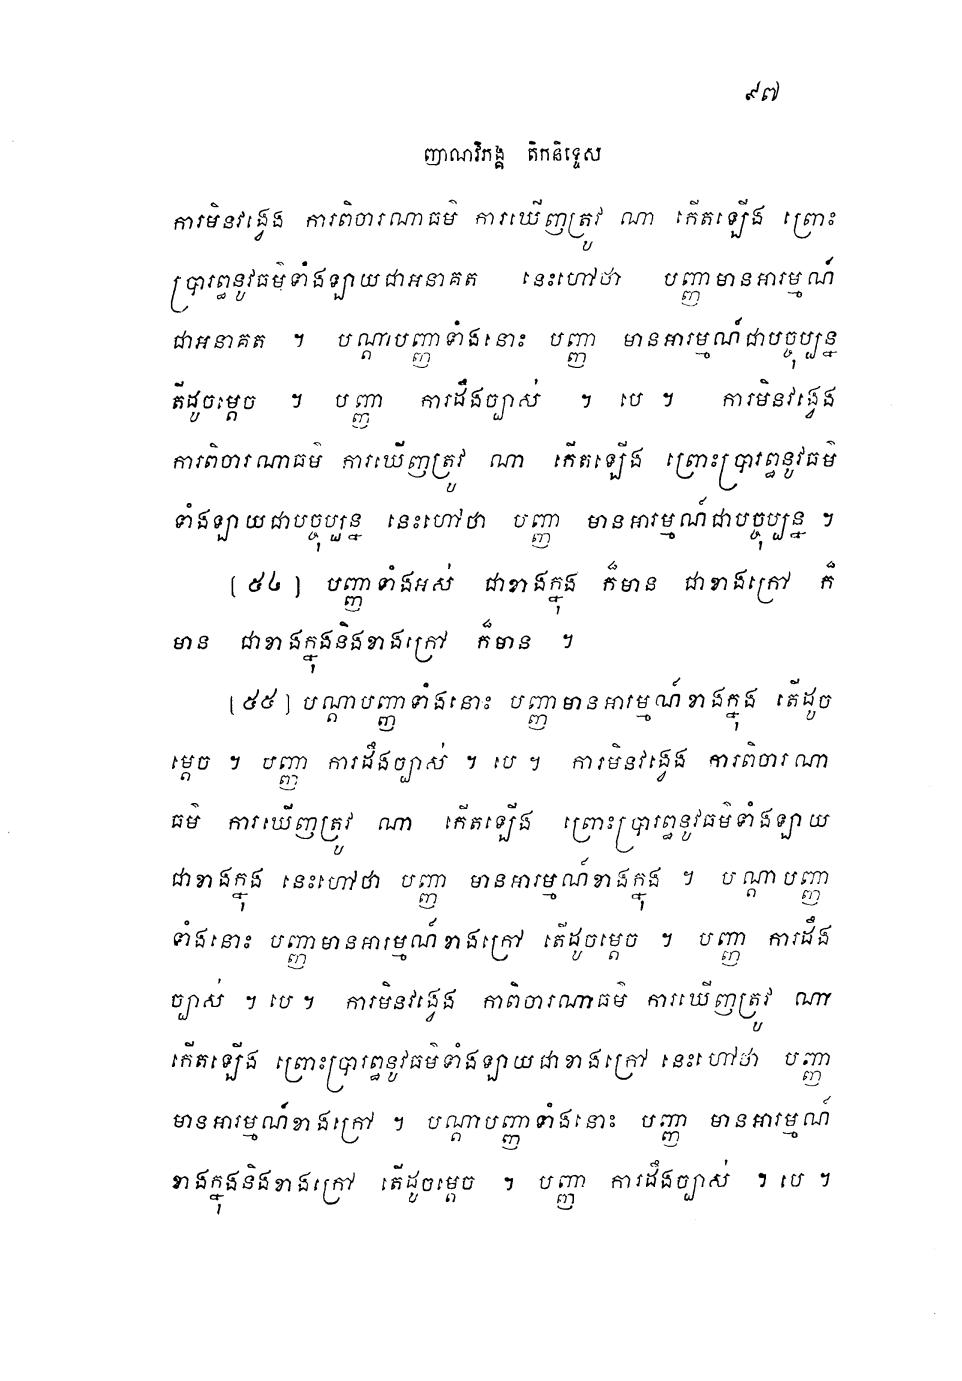 ៩៧
ញាណវិភង្គ តិកនិទ្ទេស
ការមិនវង្វេង ការពិចារណាធម៌ ការឃើញត្រូវ ណា កើតឡើង ព្រោះ
ប្រារព្ធនូវធម៌ទាំងឡាយជាអនាគត នេះហៅថា បញ្ញាមានអារម្មណ៍
ជាអនាគត ។ បណ្តាបញ្ញាទាំងនោះ បញ្ញា មានអារម្មណ៍ជាបច្ចុប្បន្ន
តើដូចម្តេច ។ បញ្ញា ការដឹងច្បាស់ ។ បេ ។ ការមិនវង្វេង
ការពិចារណាធម៌ ការឃើញត្រូវ ណា កើតឡើង ព្រោះប្រារព្ធនូវធម៌
ទាំងឡាយជាបច្ចុប្បន្ន នេះហៅថា បញ្ញា មានអារម្មណ៍ជាបច្ចុប្បន្ន ។
[៥៤] បញ្ញាទាំងអស់ ជាខាងក្នុង ក៏មាន ជាខាងក្រៅ ក៏
មាន ជាខាងក្នុងនិងខាងក្រៅ ក៏មាន ។
[៥៥] បណ្តាបញ្ញាទាំងនោះ បញ្ញាមានអារម្មណ៍ខាងក្នុង តើដូច
ម្តេច ។ បញ្ញា ការដឹងច្បាស់ ។ បេ ។ ការមិនវង្វេង ការពិចារណា
ធម៌ ការឃើញត្រូវ ណា កើតឡើង ព្រោះប្រារព្ធនូវធម៌ទាំងឡាយ
ជាខាងក្នុង នេះហៅថា បញ្ញា មានអារម្មណ៍ខាងក្នុង ។ បណ្តាបញ្ញា
ទាំងនោះ បញ្ញាមានអារម្មណ៍ខាងក្រៅ តើដូចម្តេច ។ បញ្ញា ការដឹង
ច្បាស់ ។ បេ ។ ការមិនវង្វេង កាពិចារណាធម៌ ការឃើញត្រូវ ណា
កើតឡើង ព្រោះប្រារព្ធនូវធម៌ទាំងឡាយជាខាងក្រៅ នេះហៅថា បញ្ញា
មានអារម្មណ៍ខាងក្រៅ ។ បណ្តាបញ្ញាទាំងនោះ បញ្ញា មានអារម្មណ៍
ខាងក្នុងនិងខាងក្រៅ តើដូចម្តេច ។ បញ្ញា ការដឹងច្បាស់ ។ បេ ។